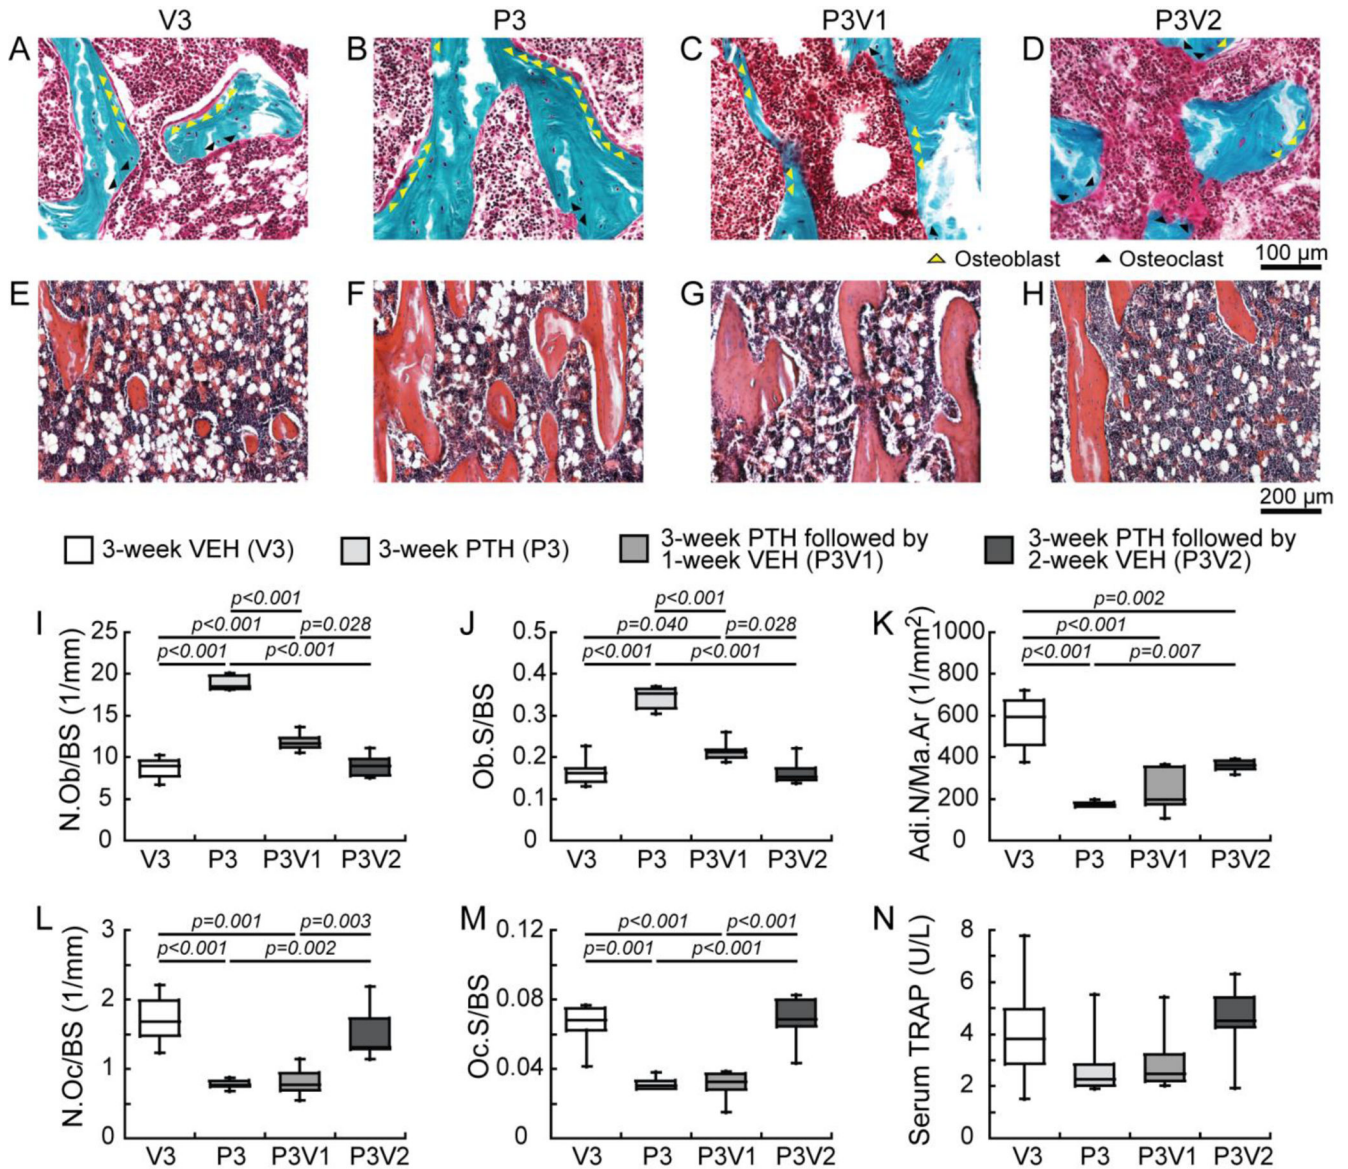 V3 P3 P3V1 P3V2
A B C D
Osteoblast Osteoclast 100 μm
E F G H
200 μm
3-week VEH (V3) 3-week PTH (P3) 3-week PTH followed by 1-week VEH (P3V1) 3-week PTH followed by 2-week VEH (P3V2)
I
p<0.001
p<0.001 p=0.028
p<0.001 p<0.001
N.Ob/BS (1/mm)
25
20
15
10
5
0
V3 P3 P3V1 P3V2
J
p<0.001
p=0.040 p=0.028
p<0.001 p<0.001
Ob.S/BS
0.5
0.4
0.3
0.2
0.1
0
V3 P3 P3V1 P3V2
K
p=0.002
p<0.001
p<0.001 p=0.007
Adi.N/Ma.Ar (1/mm²)
1000
800
600
400
200
0
V3 P3 P3V1 P3V2
L
p=0.001 p=0.003
p<0.001 p=0.002
N.Oc/BS (1/mm)
3
2
1
0
V3 P3 P3V1 P3V2
M
p<0.001 p<0.001
p=0.001 p<0.001
Oc.S/BS
0.12
0.08
0.04
0
V3 P3 P3V1 P3V2
N
Serum TRAP (U/L)
8
6
4
2
0
V3 P3 P3V1 P3V2